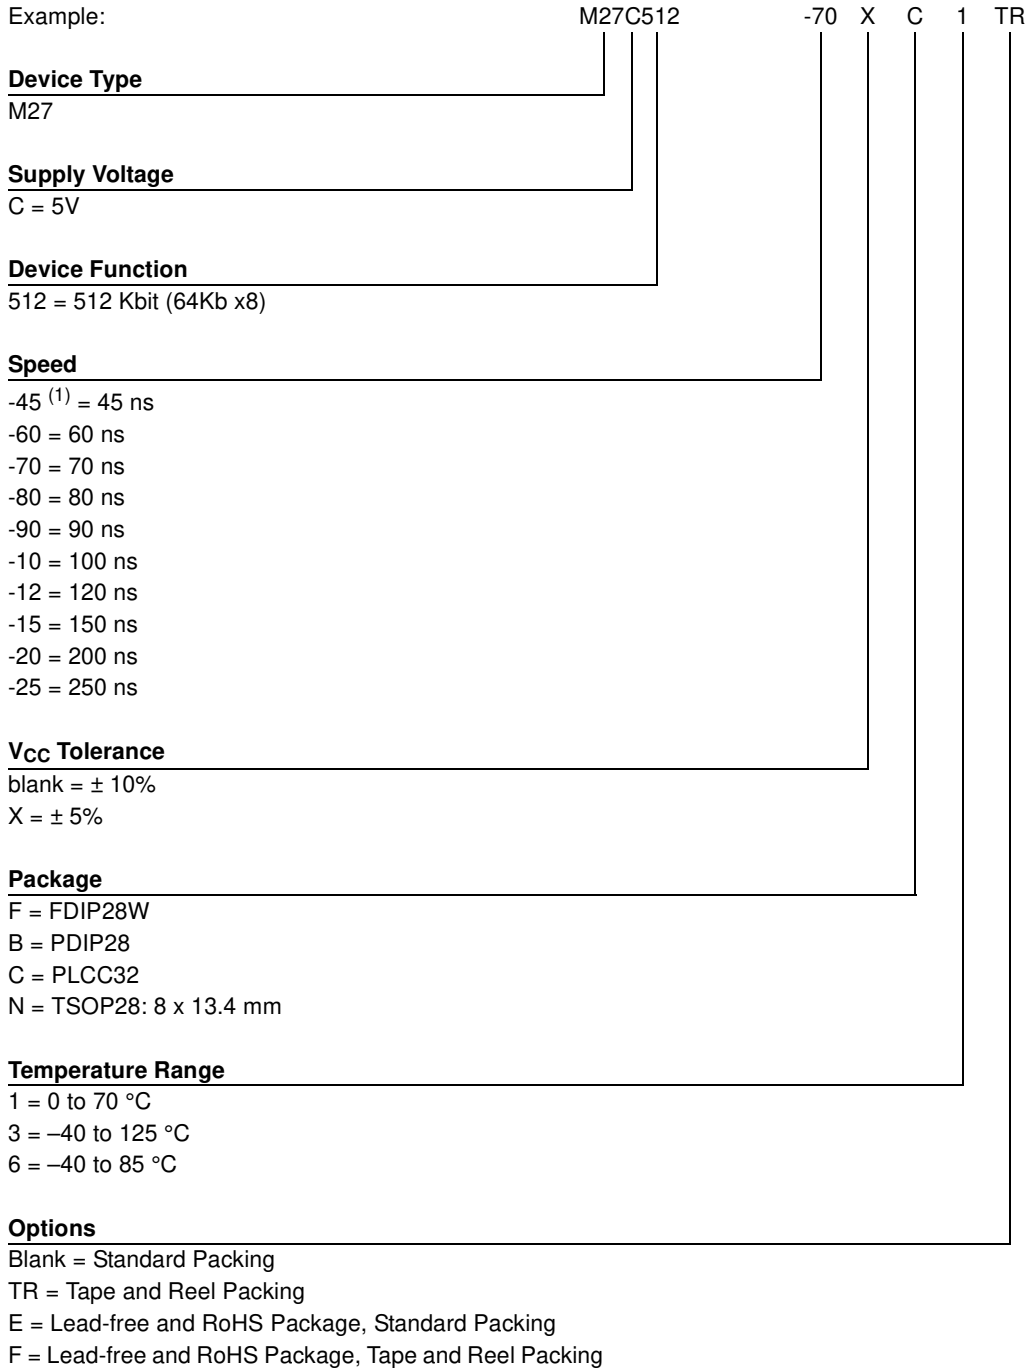 Example: M27C512 -70 X C 1 TR
Device Type
M27
Supply Voltage
C = 5V
Device Function
512 = 512 Kbit (64Kb x8)
Speed
-45 (1) = 45 ns
-60 = 60 ns
-70 = 70 ns
-80 = 80 ns
-90 = 90 ns
-10 = 100 ns
-12 = 120 ns
-15 = 150 ns
-20 = 200 ns
-25 = 250 ns
VCC Tolerance
blank = ± 10%
X = ± 5%
Package
F = FDIP28W
B = PDIP28
C = PLCC32
N = TSOP28: 8 x 13.4 mm
Temperature Range
1 = 0 to 70 °C
3 = –40 to 125 °C
6 = –40 to 85 °C
Options
Blank = Standard Packing
TR = Tape and Reel Packing
E = Lead-free and RoHS Package, Standard Packing
F = Lead-free and RoHS Package, Tape and Reel Packing